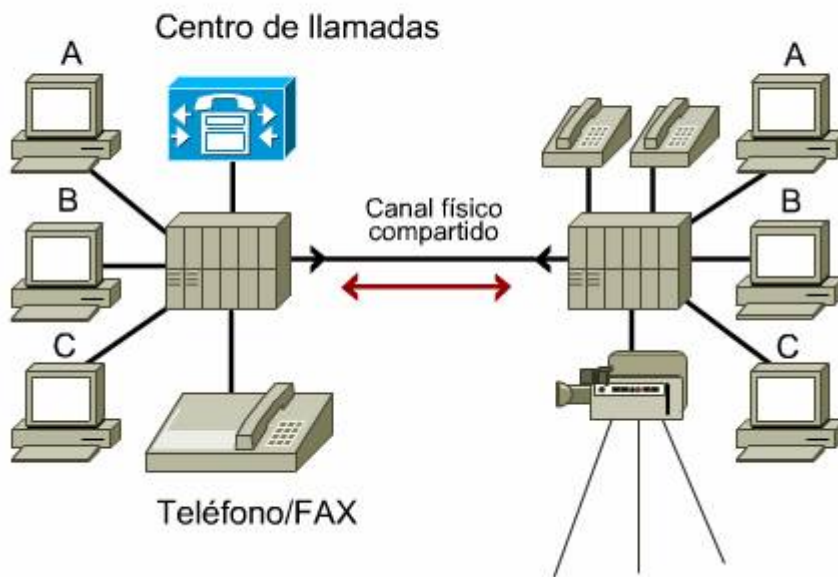 Centro de llamadas
A
A
B
Canal físico
compartido
B
C
C
Teléfono/FAX